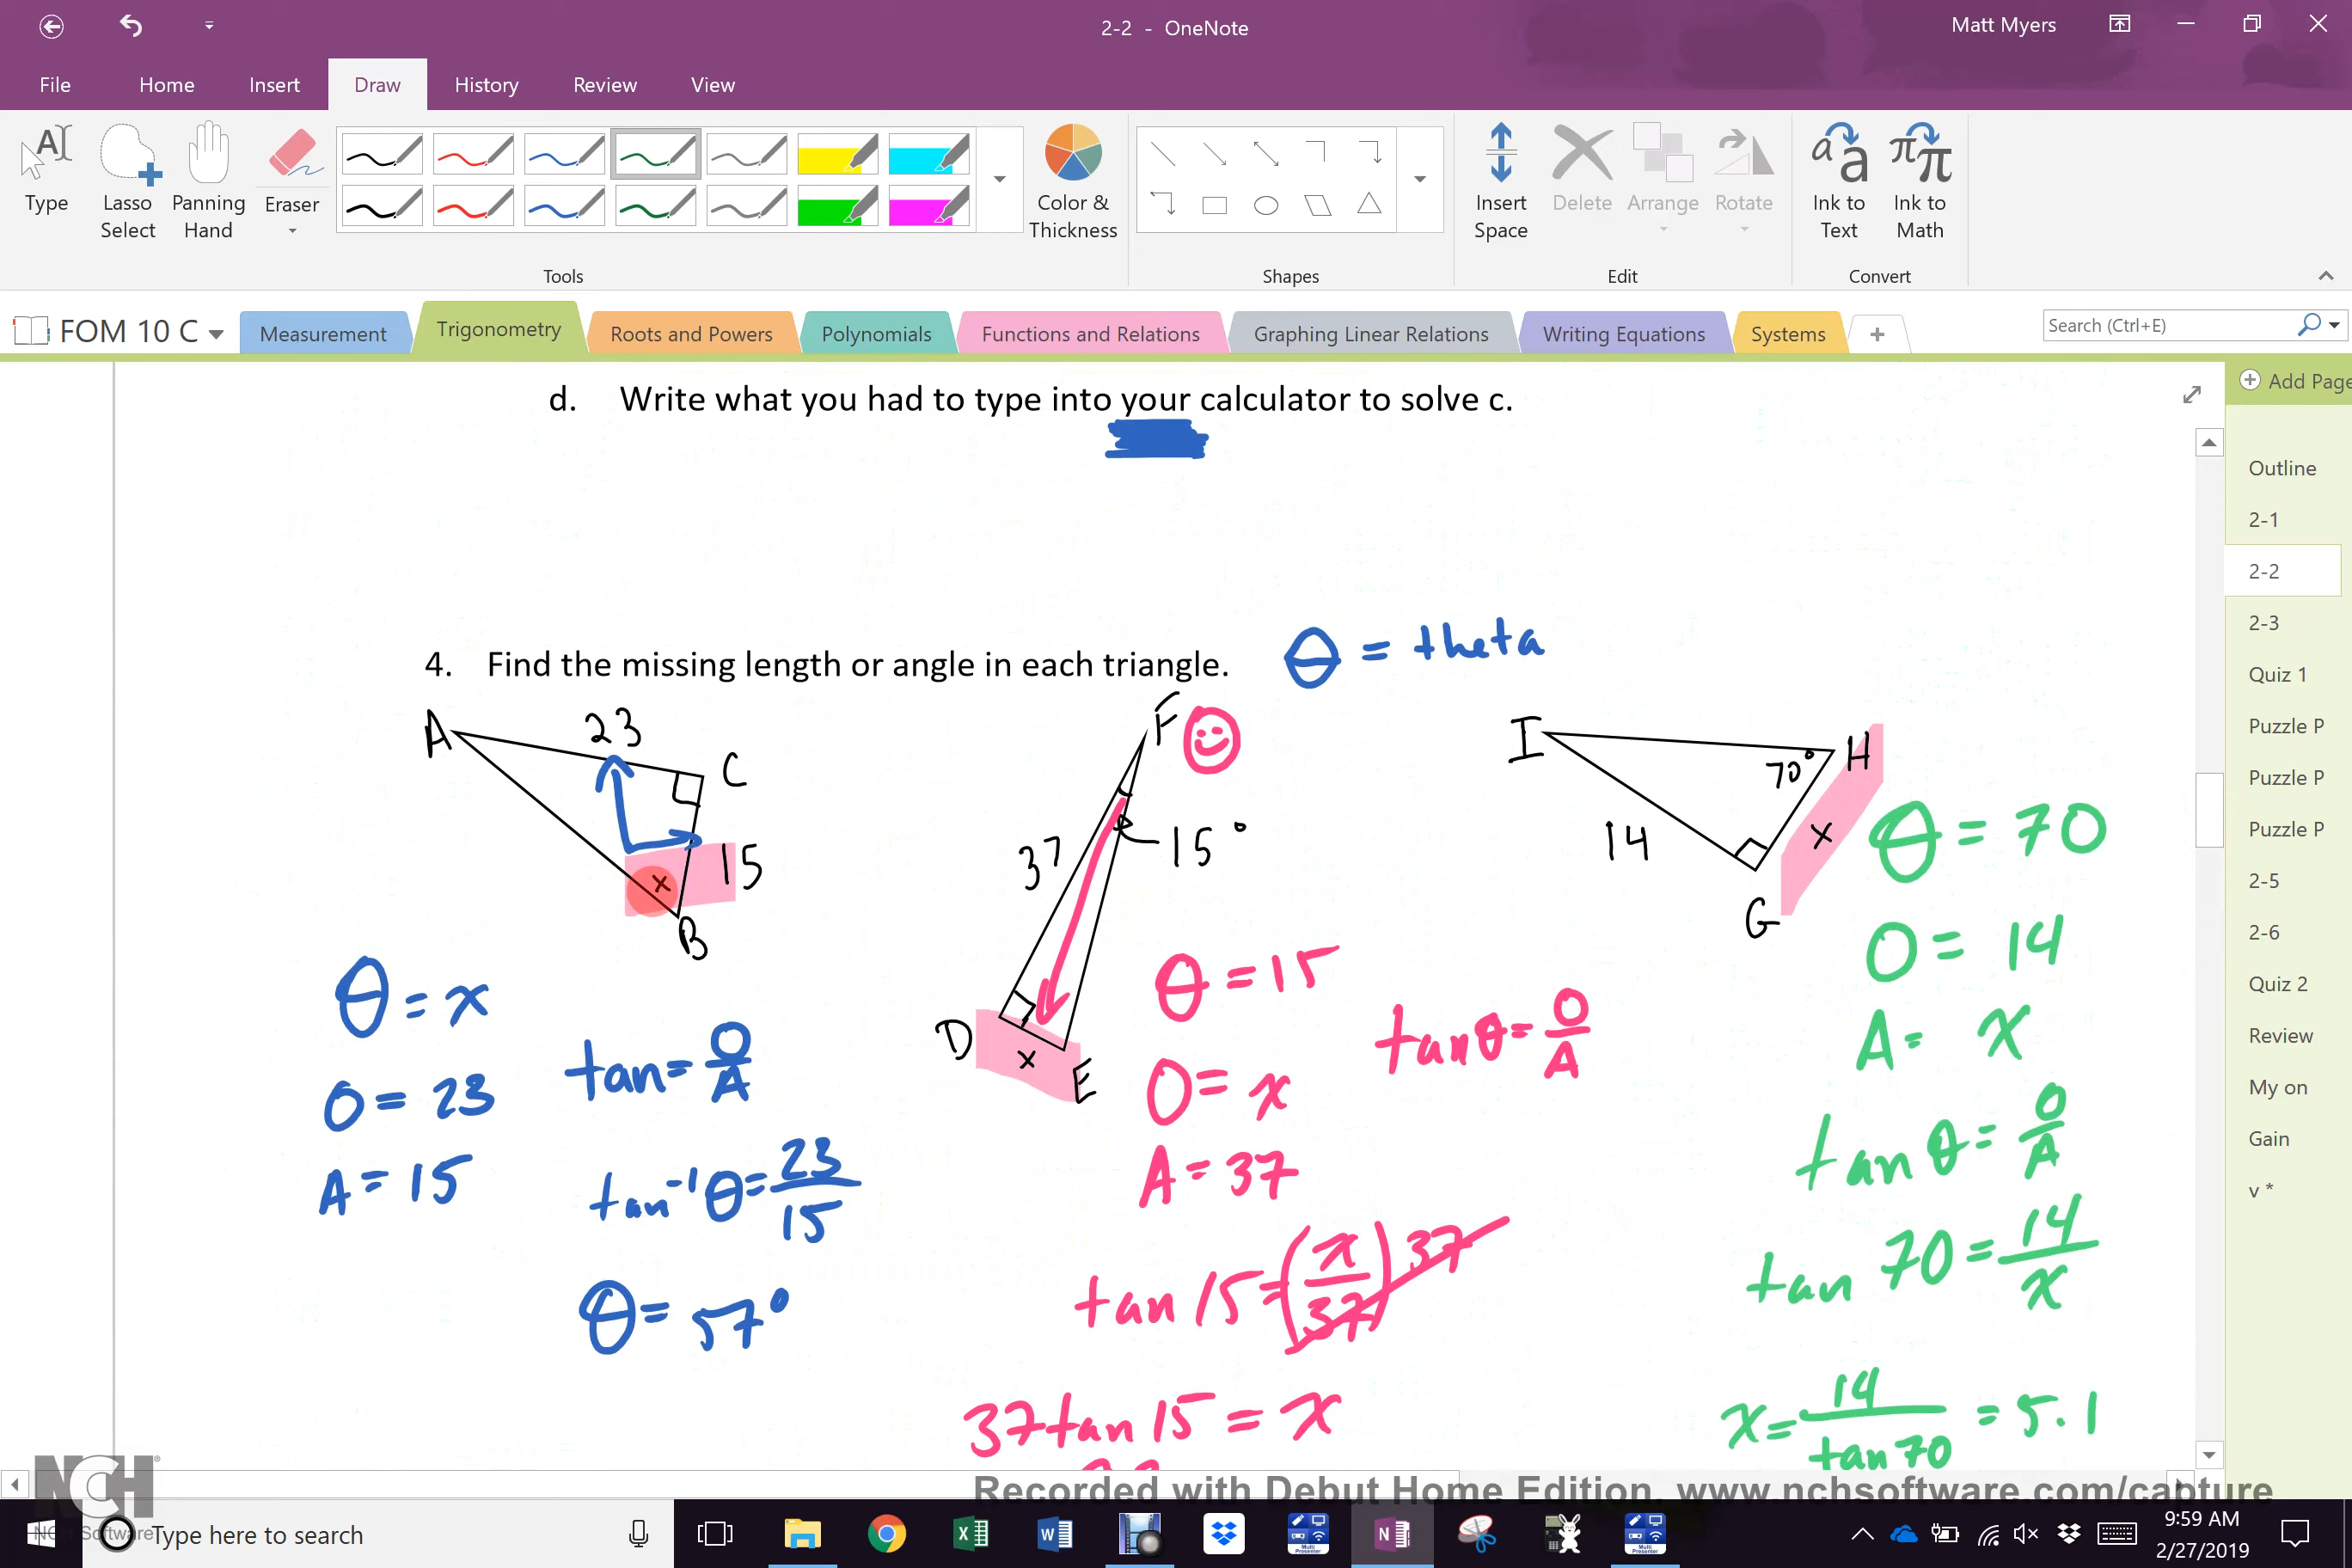 2-2 - OneNote
Matt Myers
File Home Insert Draw History Review View
Type
Lasso Select
Panning Hand
Eraser
Color & Thickness
Insert Space
Delete
Arrange
Rotate
Ink to Text
Ink to Math
Tools
Shapes
Edit
Convert
FOM 10 C
Measurement
Trigonometry
Roots and Powers
Polynomials
Functions and Relations
Graphing Linear Relations
Writing Equations
Systems
+
Search (Ctrl+E)
Add Page
Outline
2-1
2-2
2-3
Quiz 1
Puzzle P
Puzzle P
Puzzle P
2-5
2-6
Quiz 2
Review
My on
Gain
v *
d. Write what you had to type into your calculator to solve c.
4. Find the missing length or angle in each triangle.
θ = theta
A
23
C
15
x
B
θ = x
O = 23
A = 15
tan = O/A
tan⁻¹ θ = 23/15
θ = 57°
F
37
15°
D
x
E
θ = 15
O = x
A = 37
tan θ = O/A
tan 15 = (x/37) 37
37 tan 15 = x
I
70°
H
14
x
G
θ = 70
O = 14
A = x
tan θ = O/A
tan 70 = 14/x
x = 14/tan 70 = 5.1
NCH®
NCH Software
Recorded with Debut Home Edition. www.nchsoftware.com/capture
Type here to search
9:59 AM
2/27/2019